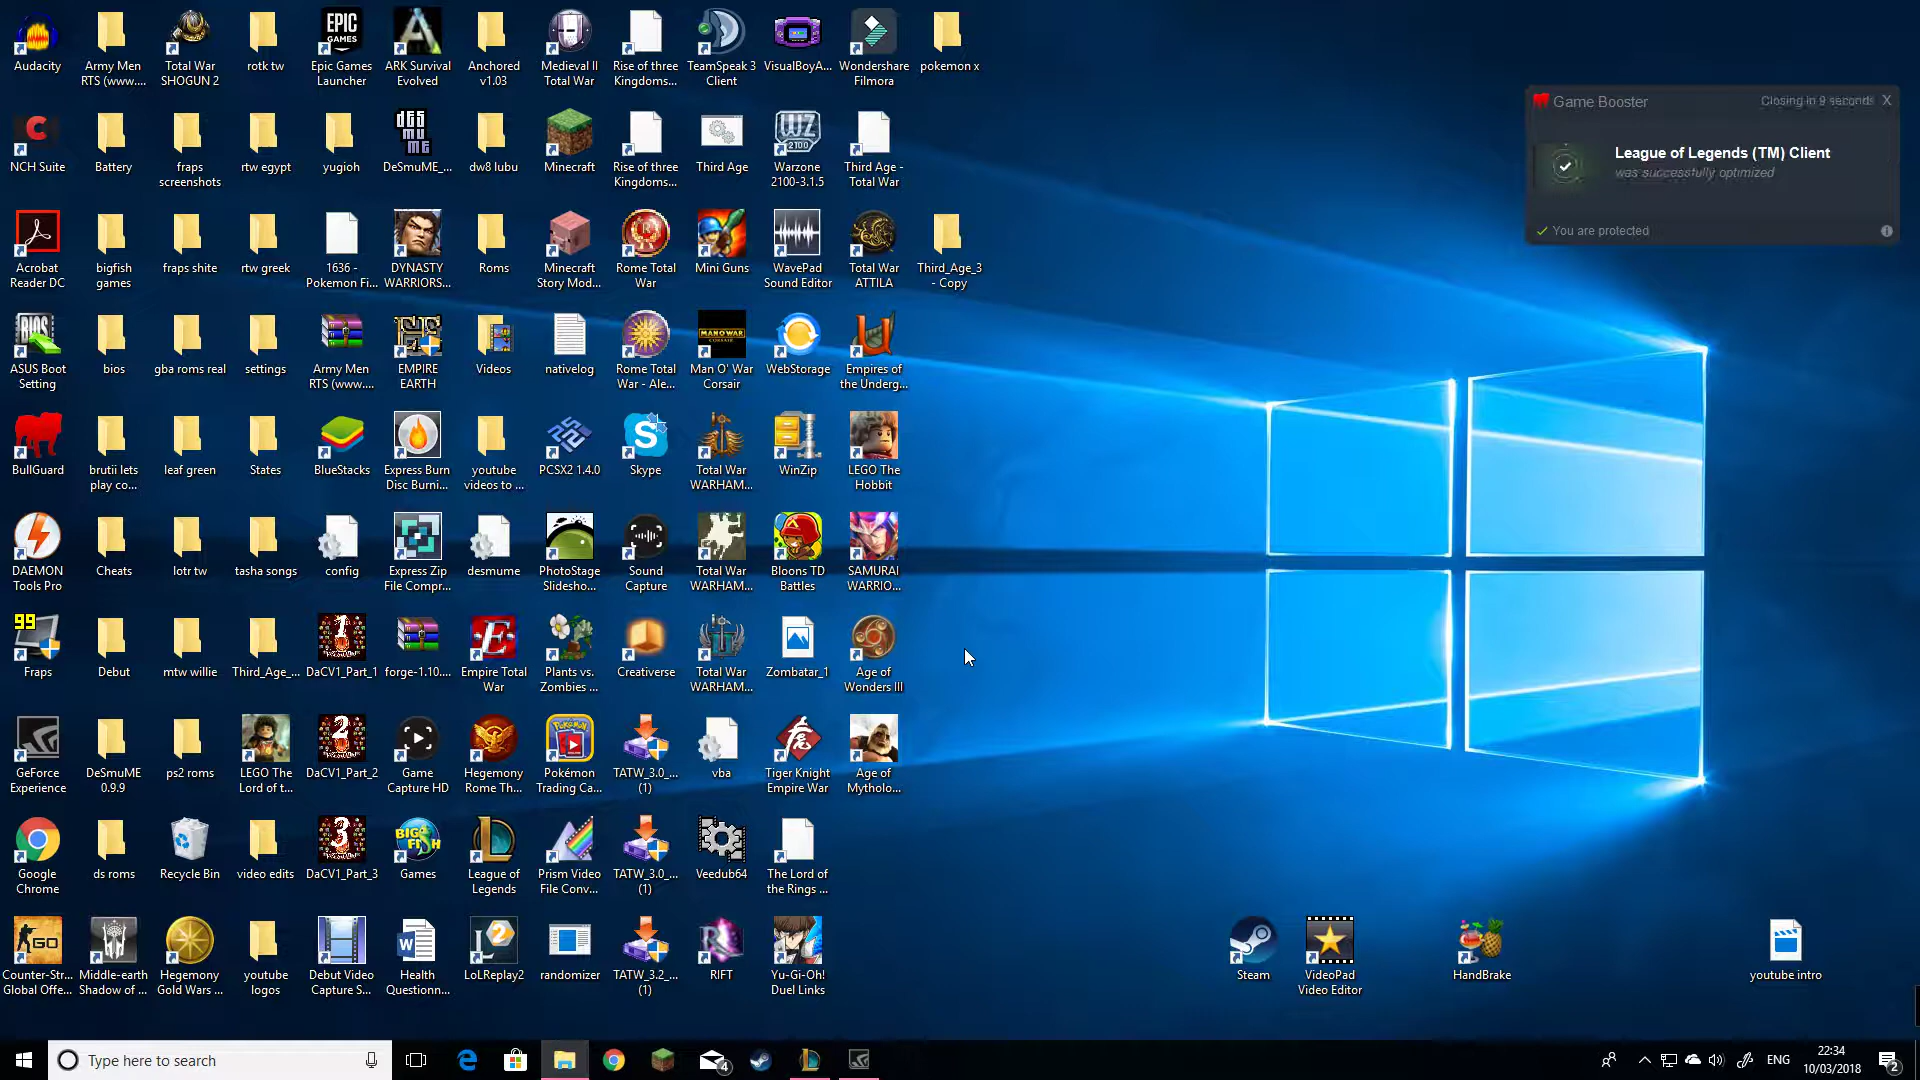 Audacity
Army Men
RTS (www....
Total War
SHOGUN 2
rotk tw
EPIC
GAMES
Epic Games
Launcher
ARK Survival
Evolved
Anchored
v1.03
Medieval II
Total War
Rise of three
Kingdoms...
TeamSpeak 3
Client
VisualBoyA...
Wondershare
Filmora
pokemon x
Game Booster
Closing in 9 seconds
X
League of Legends (TM) Client
was successfully optimized
You are protected
NCH Suite
Battery
fraps
screenshots
rtw egypt
yugioh
DeSmuME_...
dw8 lubu
Minecraft
Rise of three
Kingdoms...
Third Age
WZ
2100
Warzone
2100-3.1.5
Third Age -
Total War
Acrobat
Reader DC
bigfish
games
fraps shite
rtw greek
1636 -
Pokemon Fi...
DYNASTY
WARRIORS...
Roms
Minecraft
Story Mod...
Rome Total
War
Mini Guns
WavePad
Sound Editor
Total War
ATTILA
Third_Age_3
- Copy
BIOS
ASUS Boot
Setting
bios
gba roms real
settings
Army Men
RTS (www....
EMPIRE
EARTH
Videos
nativelog
Rome Total
War - Ale...
MAN O'WAR
Man O' War
Corsair
WebStorage
Empires of
the Underg...
BullGuard
brutii lets
play co...
leaf green
States
BlueStacks
Express Burn
Disc Burni...
youtube
videos to ...
PCSX2 1.4.0
Skype
Total War
WARHAM...
WinZip
LEGO The
Hobbit
DAEMON
Tools Pro
Cheats
lotr tw
tasha songs
config
Express Zip
File Compr...
desmume
PhotoStage
Slidesho...
Sound
Capture
Total War
WARHAM...
Bloons TD
Battles
SAMURAI
WARRIO...
99
Fraps
Debut
mtw willie
Third_Age_...
1
DaCV1_Part_1
forge-1.10....
Empire Total
War
Plants vs.
Zombies ...
Creativerse
Total War
WARHAM...
Zombatar_1
Age of
Wonders III
GeForce
Experience
DeSmuME
0.9.9
ps2 roms
LEGO The
Lord of t...
2
DaCV1_Part_2
Game
Capture HD
Hegemony
Rome Th...
Pokémon
Trading Ca...
TATW_3.0_...
(1)
vba
Tiger Knight
Empire War
Age of
Mytholo...
Google
Chrome
ds roms
Recycle Bin
video edits
3
DaCV1_Part_3
BIG FISH
Games
League of
Legends
Prism Video
File Conv...
TATW_3.0_...
(1)
Veedub64
The Lord of
the Rings ...
GO
Counter-Str...
Global Offe...
Middle-earth
Shadow of ...
Hegemony
Gold Wars ...
youtube
logos
Debut Video
Capture S...
Health
Questionn...
LoLReplay2
randomizer
TATW_3.2_...
(1)
RIFT
Yu-Gi-Oh!
Duel Links
Steam
VideoPad
Video Editor
HandBrake
youtube intro
Type here to search
4
ENG
22:34
10/03/2018
2